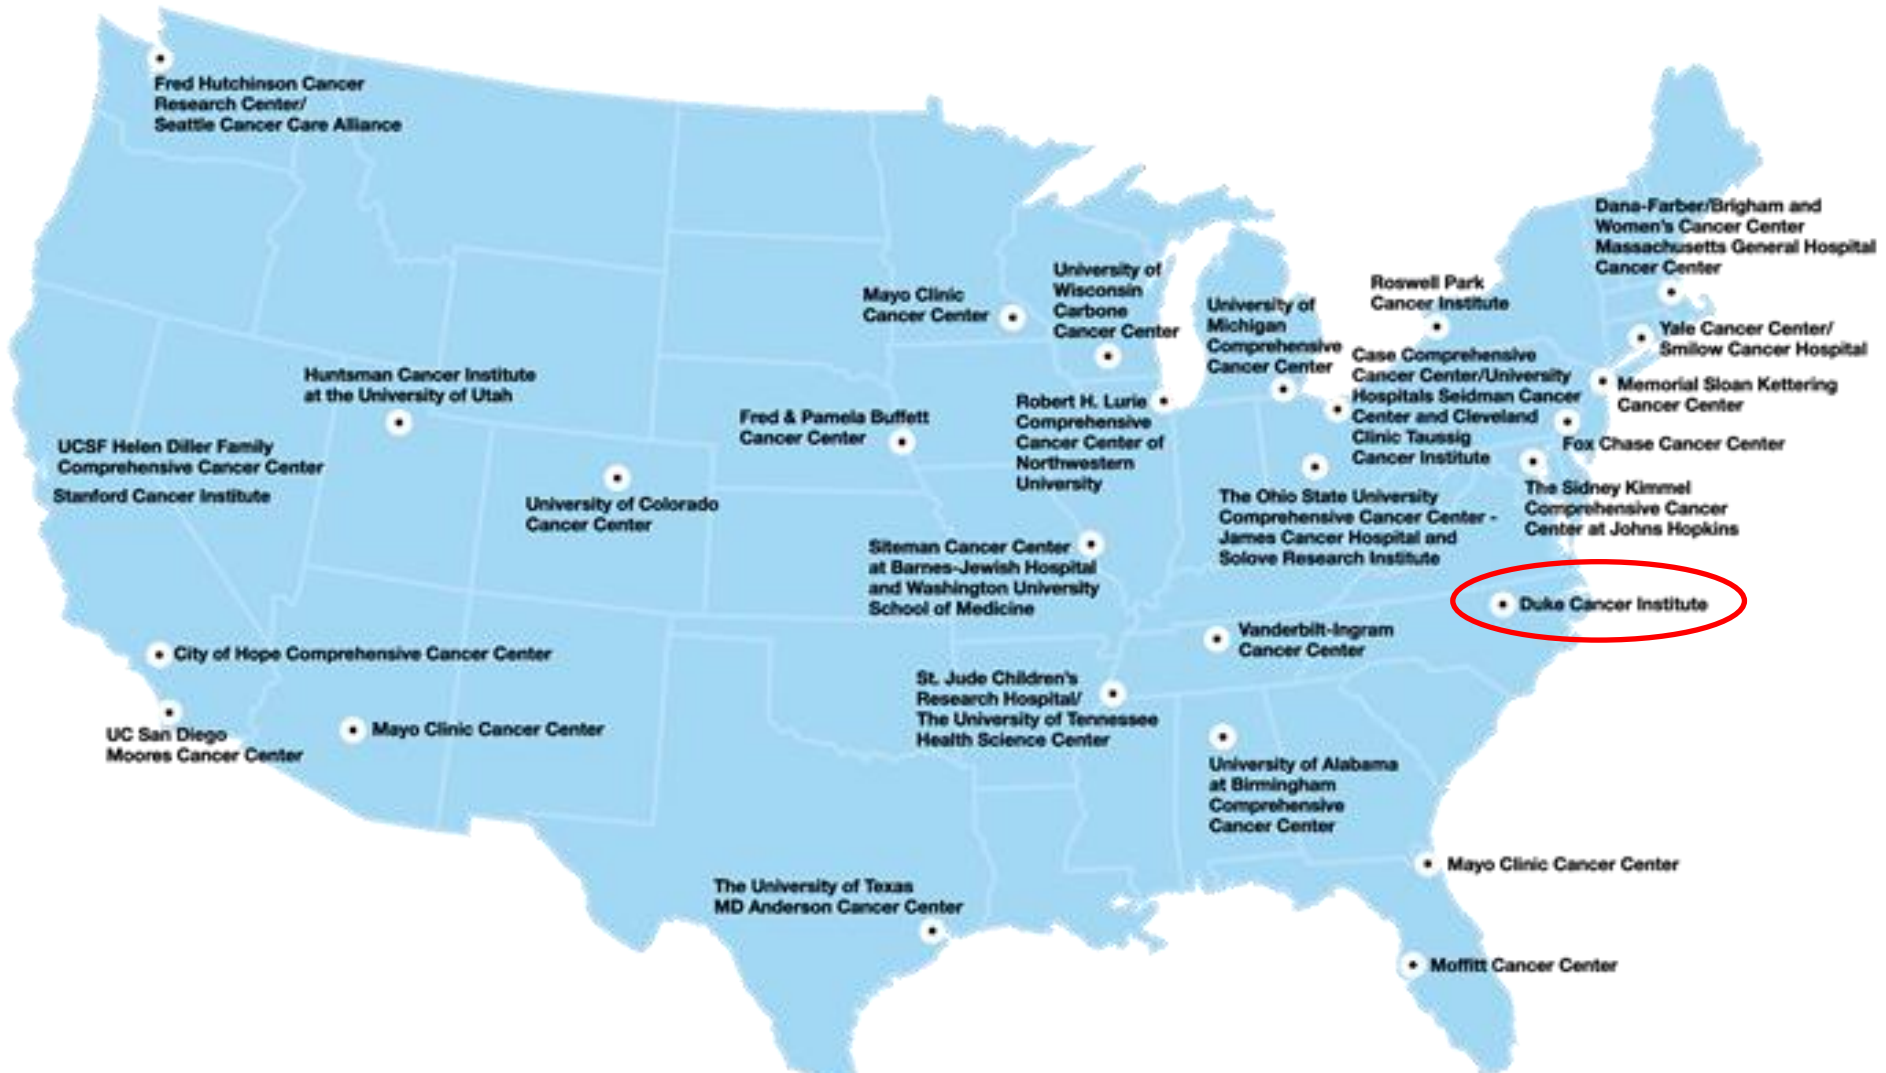 Fred Hutchinson Cancer
Research Center/
Seattle Cancer Care Alliance
Dana-Farber/Brigham and
Women's Cancer Center
Massachusetts General Hospital
Cancer Center
Mayo Clinic
Cancer Center
University of
Wisconsin
Carbone
Cancer Center
University of
Michigan
Comprehensive
Cancer Center
Roswell Park
Cancer Institute
Yale Cancer Center/
Smilow Cancer Hospital
Case Comprehensive
Cancer Center/University
Hospitals Seidman Cancer
Center and Cleveland
Clinic Taussig
Cancer Institute
Memorial Sloan Kettering
Cancer Center
Fox Chase Cancer Center
Huntsman Cancer Institute
at the University of Utah
Fred & Pamela Buffett
Cancer Center
Robert H. Lurie
Comprehensive
Cancer Center of
Northwestern
University
UCSF Helen Diller Family
Comprehensive Cancer Center
Stanford Cancer Institute
University of Colorado
Cancer Center
The Ohio State University
Comprehensive Cancer Center -
James Cancer Hospital and
Solove Research Institute
The Sidney Kimmel
Comprehensive Cancer
Center at Johns Hopkins
Siteman Cancer Center
at Barnes-Jewish Hospital
and Washington University
School of Medicine
Duke Cancer Institute
Vanderbilt-Ingram
Cancer Center
City of Hope Comprehensive Cancer Center
St. Jude Children's
Research Hospital/
The University of Tennessee
Health Science Center
UC San Diego
Moores Cancer Center
Mayo Clinic Cancer Center
University of Alabama
at Birmingham
Comprehensive
Cancer Center
Mayo Clinic Cancer Center
The University of Texas
MD Anderson Cancer Center
Moffitt Cancer Center